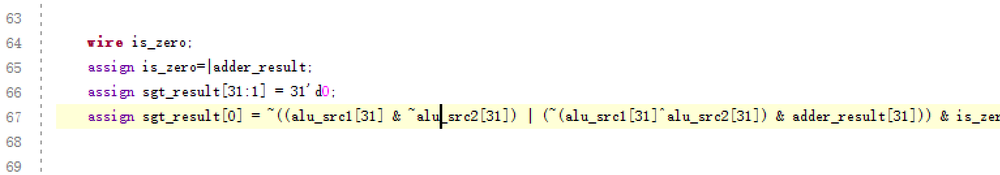 63
64 wire is_zero;
65 assign is_zero=|adder_result;
66 assign sgt_result[31:1] = 31'd0;
67 assign sgt_result[0] = ~((alu_src1[31] & ~alu_src2[31]) | (~(alu_src1[31]^alu_src2[31]) & adder_result[31])) & is_zer
68
69